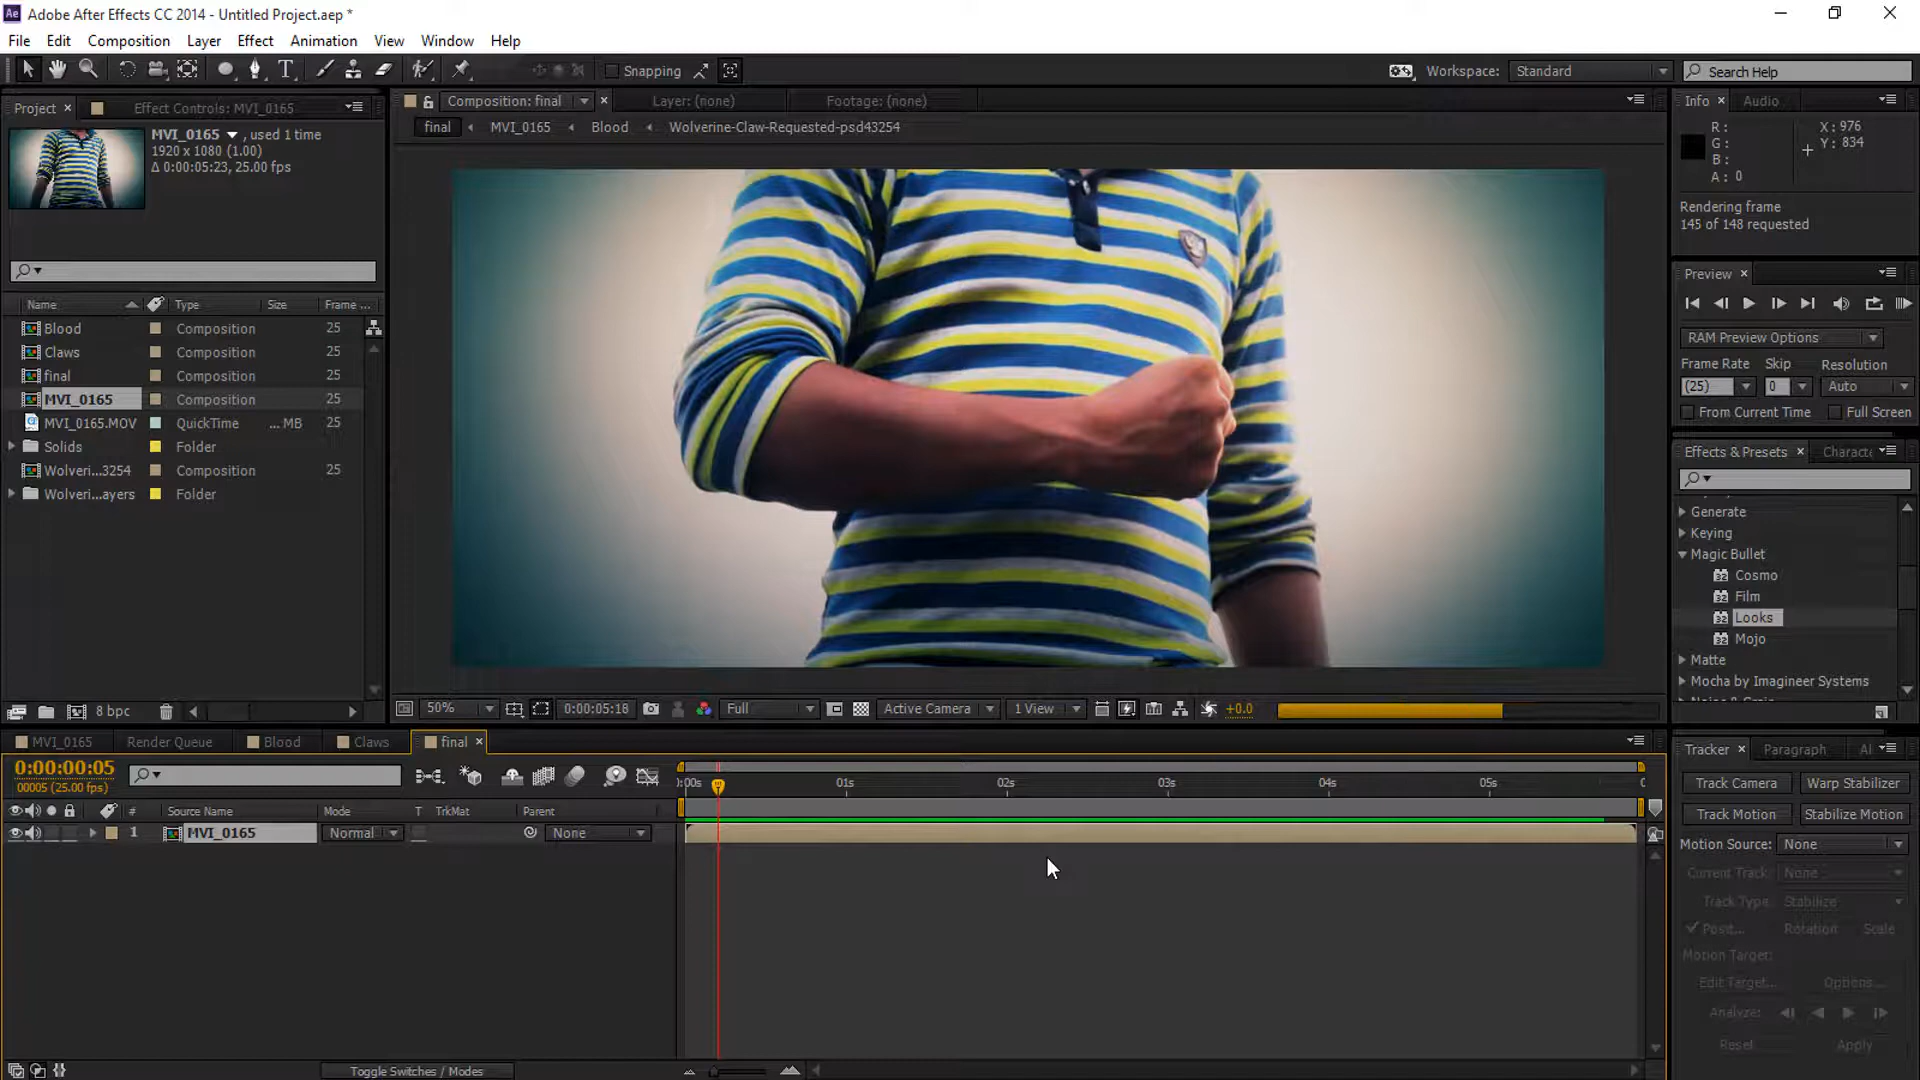 Ae Adobe After Effects CC 2014 - Untitled Project.aep *
File Edit Composition Layer Effect Animation View Window Help
T Snapping Workspace: Standard Search Help
Project × Effect Controls: MVI_0165
MVI_0165 , used 1 time
1920 x 1080 (1.00)
Δ 0:00:05:23, 25.00 fps
Name Type Size Frame ...
Blood Composition 25
Claws Composition 25
final Composition 25
MVI_0165 Composition 25
MVI_0165.MOV QuickTime ... MB 25
Solids Folder
Wolveri...3254 Composition 25
Wolveri...ayers Folder
8 bpc
Composition: final × Layer: (none) Footage: (none)
final MVI_0165 Blood Wolverine-Claw-Requested-psd43254
50% 0:00:05:18 Full Active Camera 1 View +0.0
Info × Audio
R: X: 976
G: Y: 834
B:
A: 0
Rendering frame
145 of 148 requested
Preview ×
RAM Preview Options
Frame Rate Skip Resolution
(25) 0 Auto
From Current Time Full Screen
Effects & Presets × Characte
Generate
Keying
Magic Bullet
32 Cosmo
32 Film
32 Looks
32 Mojo
Matte
Mocha by Imagineer Systems
MVI_0165 Render Queue Blood Claws final ×
0:00:00:05
00005 (25.00 fps)
:00s 01s 02s 03s 04s 05s
# Source Name Mode T TrkMat Parent
1 MVI_0165 Normal None
Toggle Switches / Modes
Tracker × Paragraph Al
Track Camera Warp Stabilizer
Track Motion Stabilize Motion
Motion Source: None
Current Track: None
Track Type: Stabilize
Posit... Rotation Scale
Motion Target:
Edit Target... Options...
Analyze:
Reset Apply